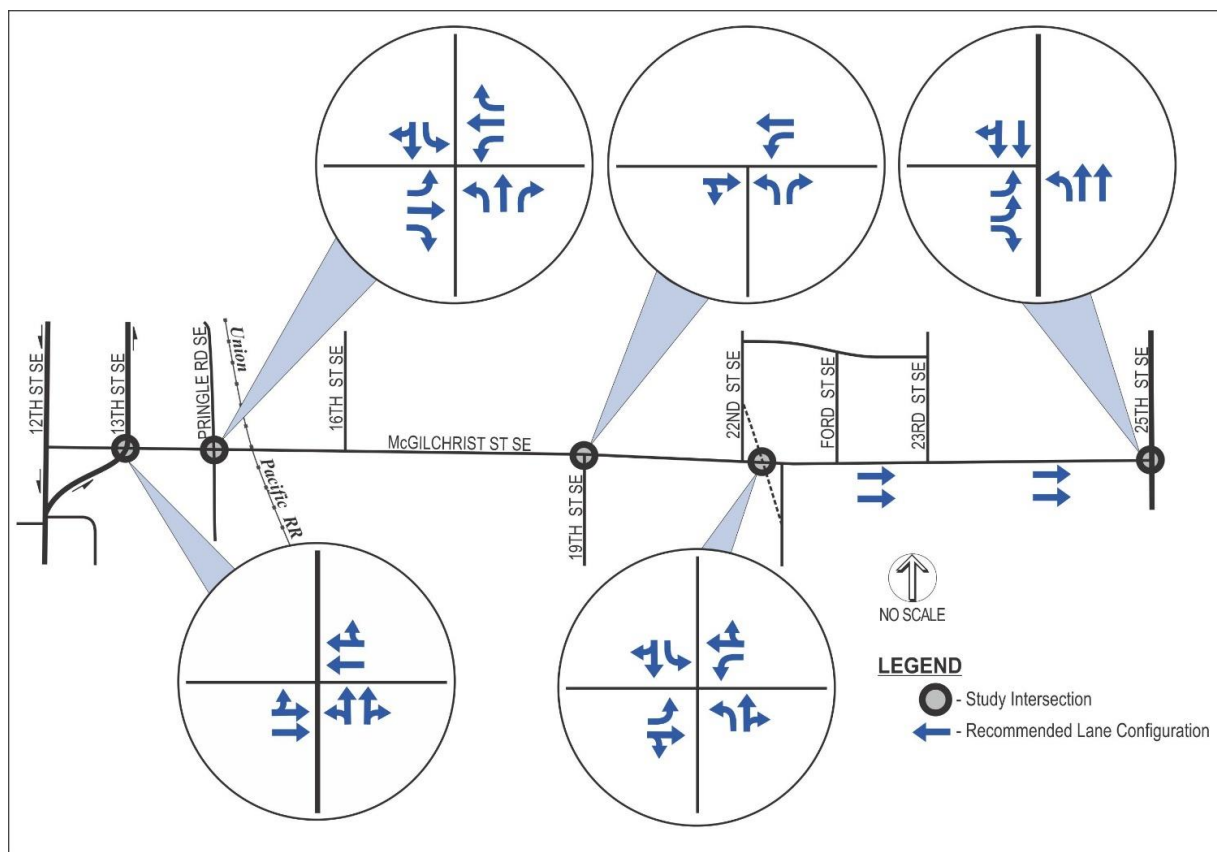 12TH ST SE
13TH ST SE
PRINGLE RD SE
Union
Pacific RR
16TH ST SE
McGILCHRIST ST SE
19TH ST SE
22ND ST SE
FORD ST SE
23RD ST SE
25TH ST SE
NO SCALE
LEGEND
- Study Intersection
- Recommended Lane Configuration